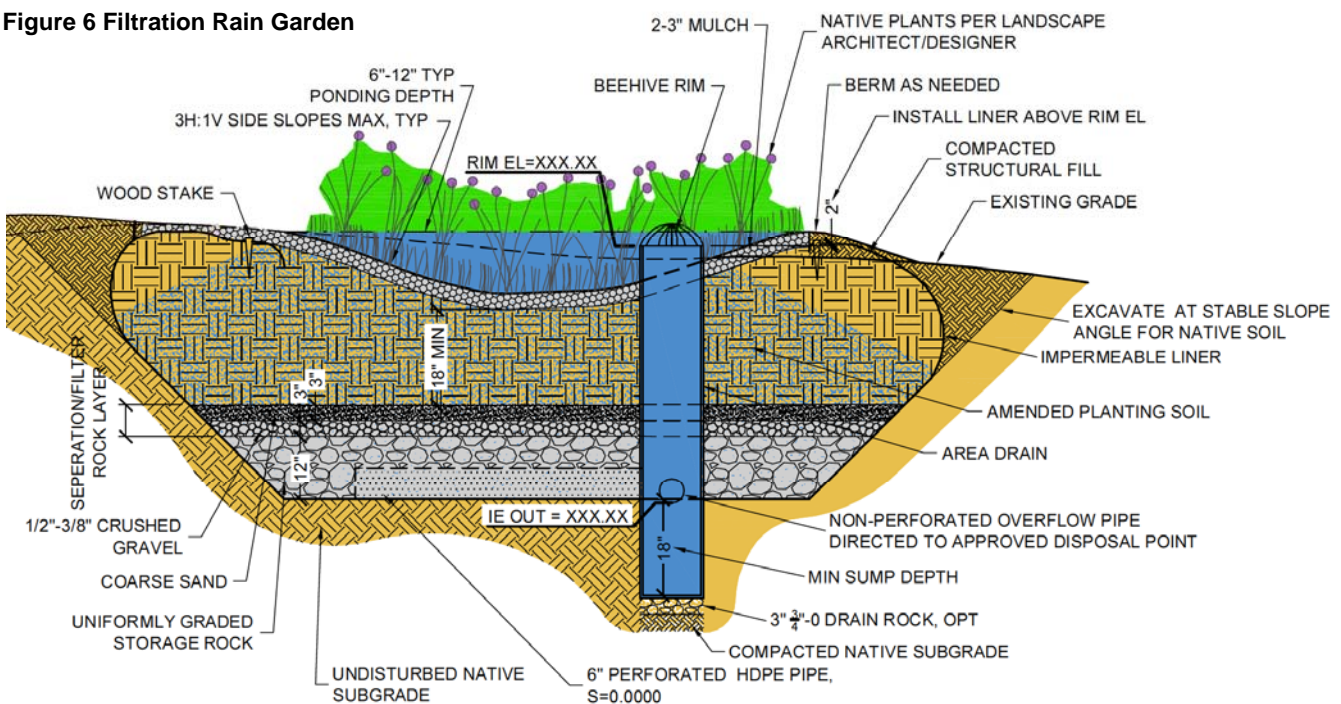 Figure 6 Filtration Rain Garden
2-3" MULCH
NATIVE PLANTS PER LANDSCAPE
ARCHITECT/DESIGNER
6"-12" TYP
PONDING DEPTH
BEEHIVE RIM
BERM AS NEEDED
3H:1V SIDE SLOPES MAX, TYP
INSTALL LINER ABOVE RIM EL
RIM EL=XXX.XX
COMPACTED
STRUCTURAL FILL
WOOD STAKE
EXISTING GRADE
2"
EXCAVATE AT STABLE SLOPE
ANGLE FOR NATIVE SOIL
IMPERMEABLE LINER
18" MIN
SEPERATION/FILTER
ROCK LAYER
3"
3"
AMENDED PLANTING SOIL
AREA DRAIN
12"
1/2"-3/8" CRUSHED
GRAVEL
IE OUT = XXX.XX
NON-PERFORATED OVERFLOW PIPE
DIRECTED TO APPROVED DISPOSAL POINT
18"
COARSE SAND
MIN SUMP DEPTH
UNIFORMLY GRADED
STORAGE ROCK
3" 3/4"-0 DRAIN ROCK, OPT
COMPACTED NATIVE SUBGRADE
UNDISTURBED NATIVE
SUBGRADE
6" PERFORATED HDPE PIPE,
S=0.0000